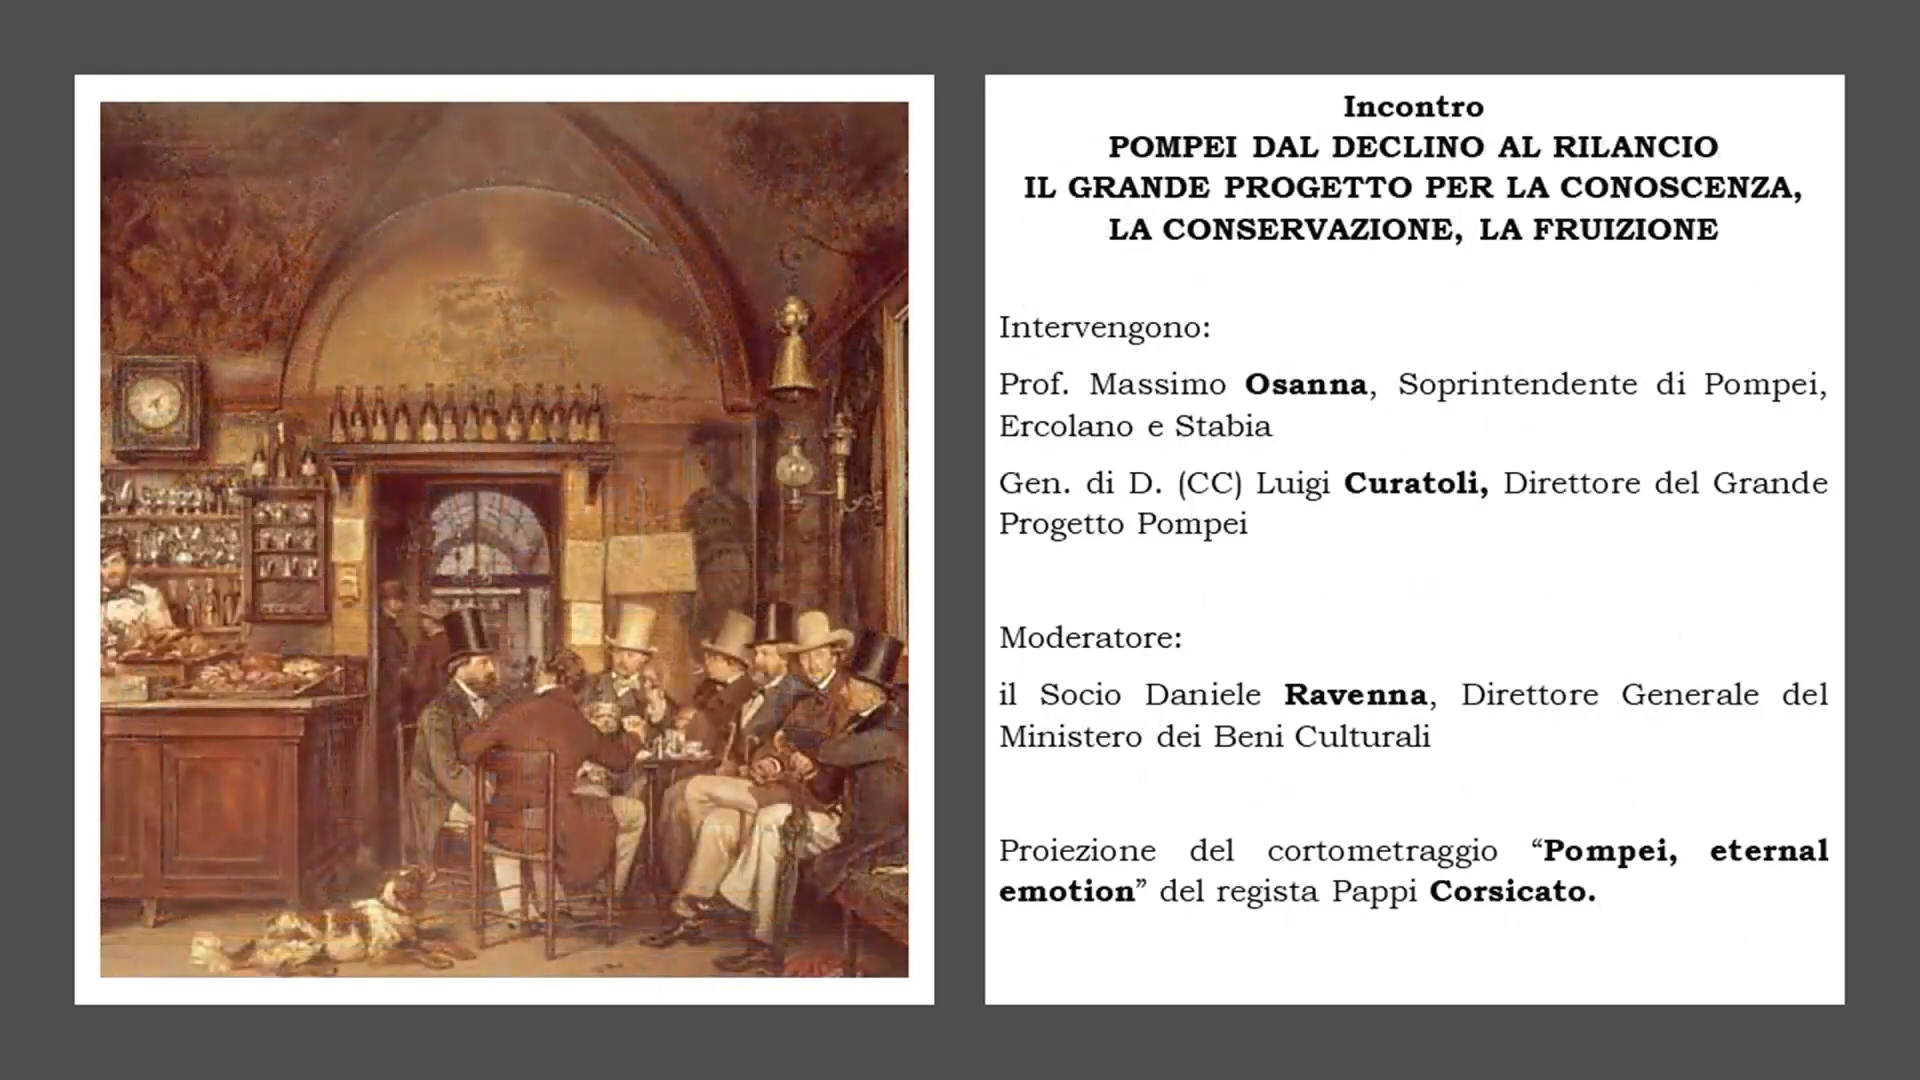 Incontro
POMPEI DAL DECLINO AL RILANCIO
IL GRANDE PROGETTO PER LA CONOSCENZA,
LA CONSERVAZIONE, LA FRUIZIONE
Intervengono:
Prof. Massimo Osanna, Soprintendente di Pompei,
Ercolano e Stabia
Gen. di D. (CC) Luigi Curatoli, Direttore del Grande
Progetto Pompei
Moderatore:
il Socio Daniele Ravenna, Direttore Generale del
Ministero dei Beni Culturali
Proiezione del cortometraggio “Pompei, eternal
emotion” del regista Pappi Corsicato.